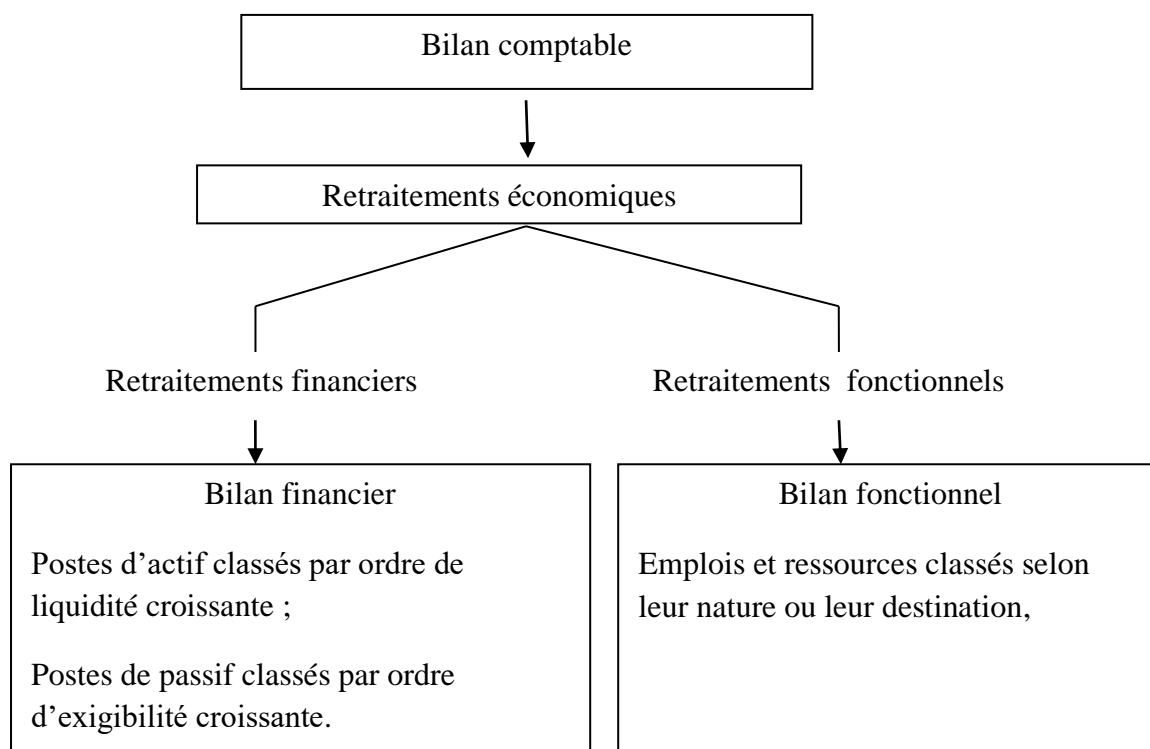 Bilan comptable
Retraitements économiques
Retraitements financiers
Retraitements fonctionnels
Bilan financier
Postes d’actif classés par ordre de
liquidité croissante ;
Postes de passif classés par ordre
d’exigibilité croissante.
Bilan fonctionnel
Emplois et ressources classés selon
leur nature ou leur destination,